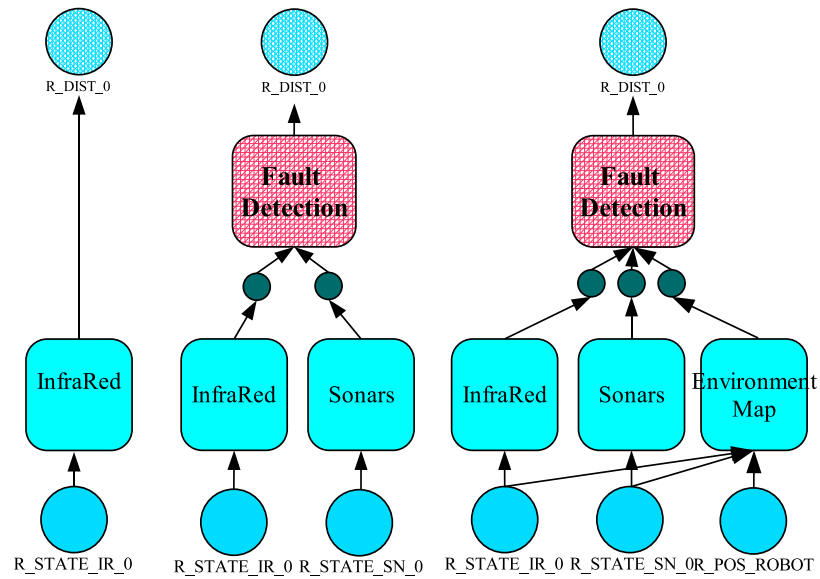 R_DIST_0
R_DIST_0
R_DIST_0
Fault
Detection
Fault
Detection
InfraRed
InfraRed
Sonars
InfraRed
Sonars
Environment
Map
R_STATE_IR_0
R_STATE_IR_0
R_STATE_SN_0
R_STATE_IR_0
R_STATE_SN_0
R_POS_ROBOT